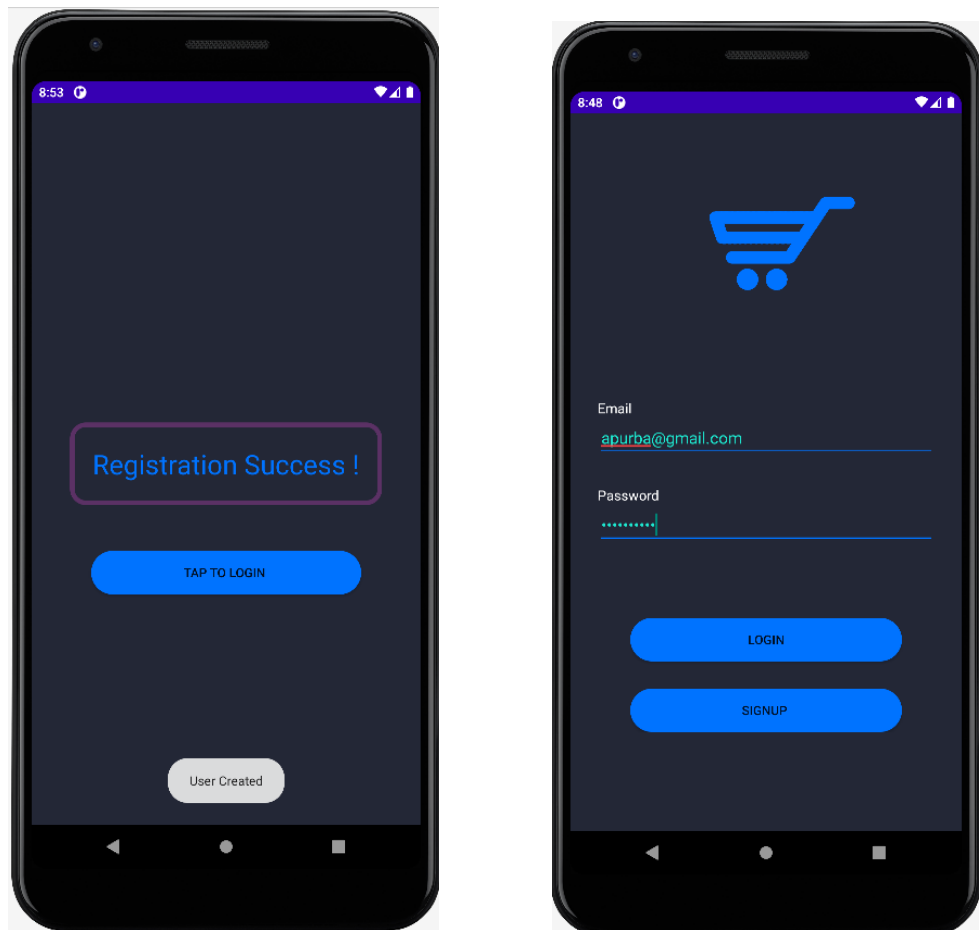 8:53
Registration Success !
TAP TO LOGIN
User Created
8:48
Email
apurba@gmail.com
Password
••••••••••
LOGIN
SIGNUP